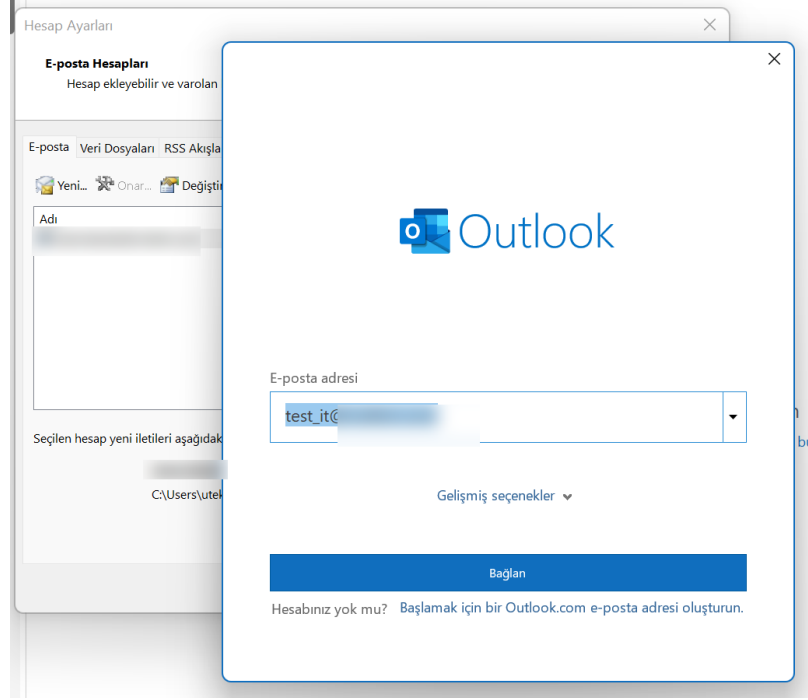 Hesap Ayarları
E-posta Hesapları
Hesap ekleyebilir ve varolan
E-posta Veri Dosyaları RSS Akışla
Yeni... Onar... Değiştir
Adı
Seçilen hesap yeni iletileri aşağıdak
C:\Users\utek
Outlook
E-posta adresi
test_it@
Gelişmiş seçenekler
Bağlan
Hesabınız yok mu? Başlamak için bir Outlook.com e-posta adresi oluşturun.